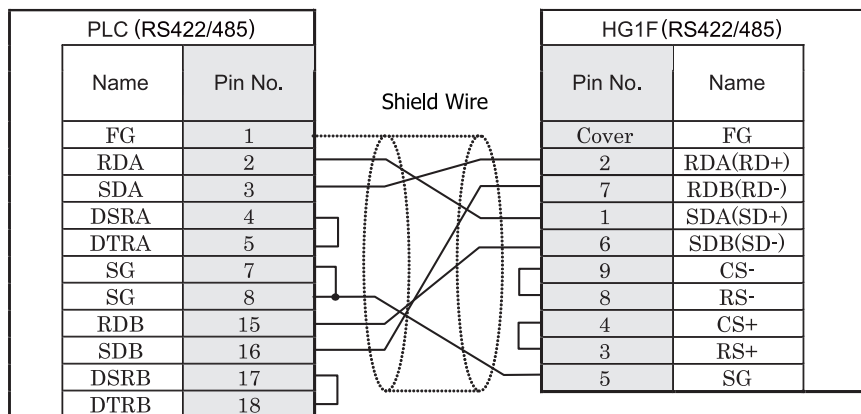 PLC (RS422/485)
Name Pin No.
FG 1
RDA 2
SDA 3
DSRA 4
DTRA 5
SG 7
SG 8
RDB 15
SDB 16
DSRB 17
DTRB 18
Shield Wire
HG1F (RS422/485)
Pin No. Name
Cover FG
2 RDA(RD+)
7 RDB(RD-)
1 SDA(SD+)
6 SDB(SD-)
9 CS-
8 RS-
4 CS+
3 RS+
5 SG